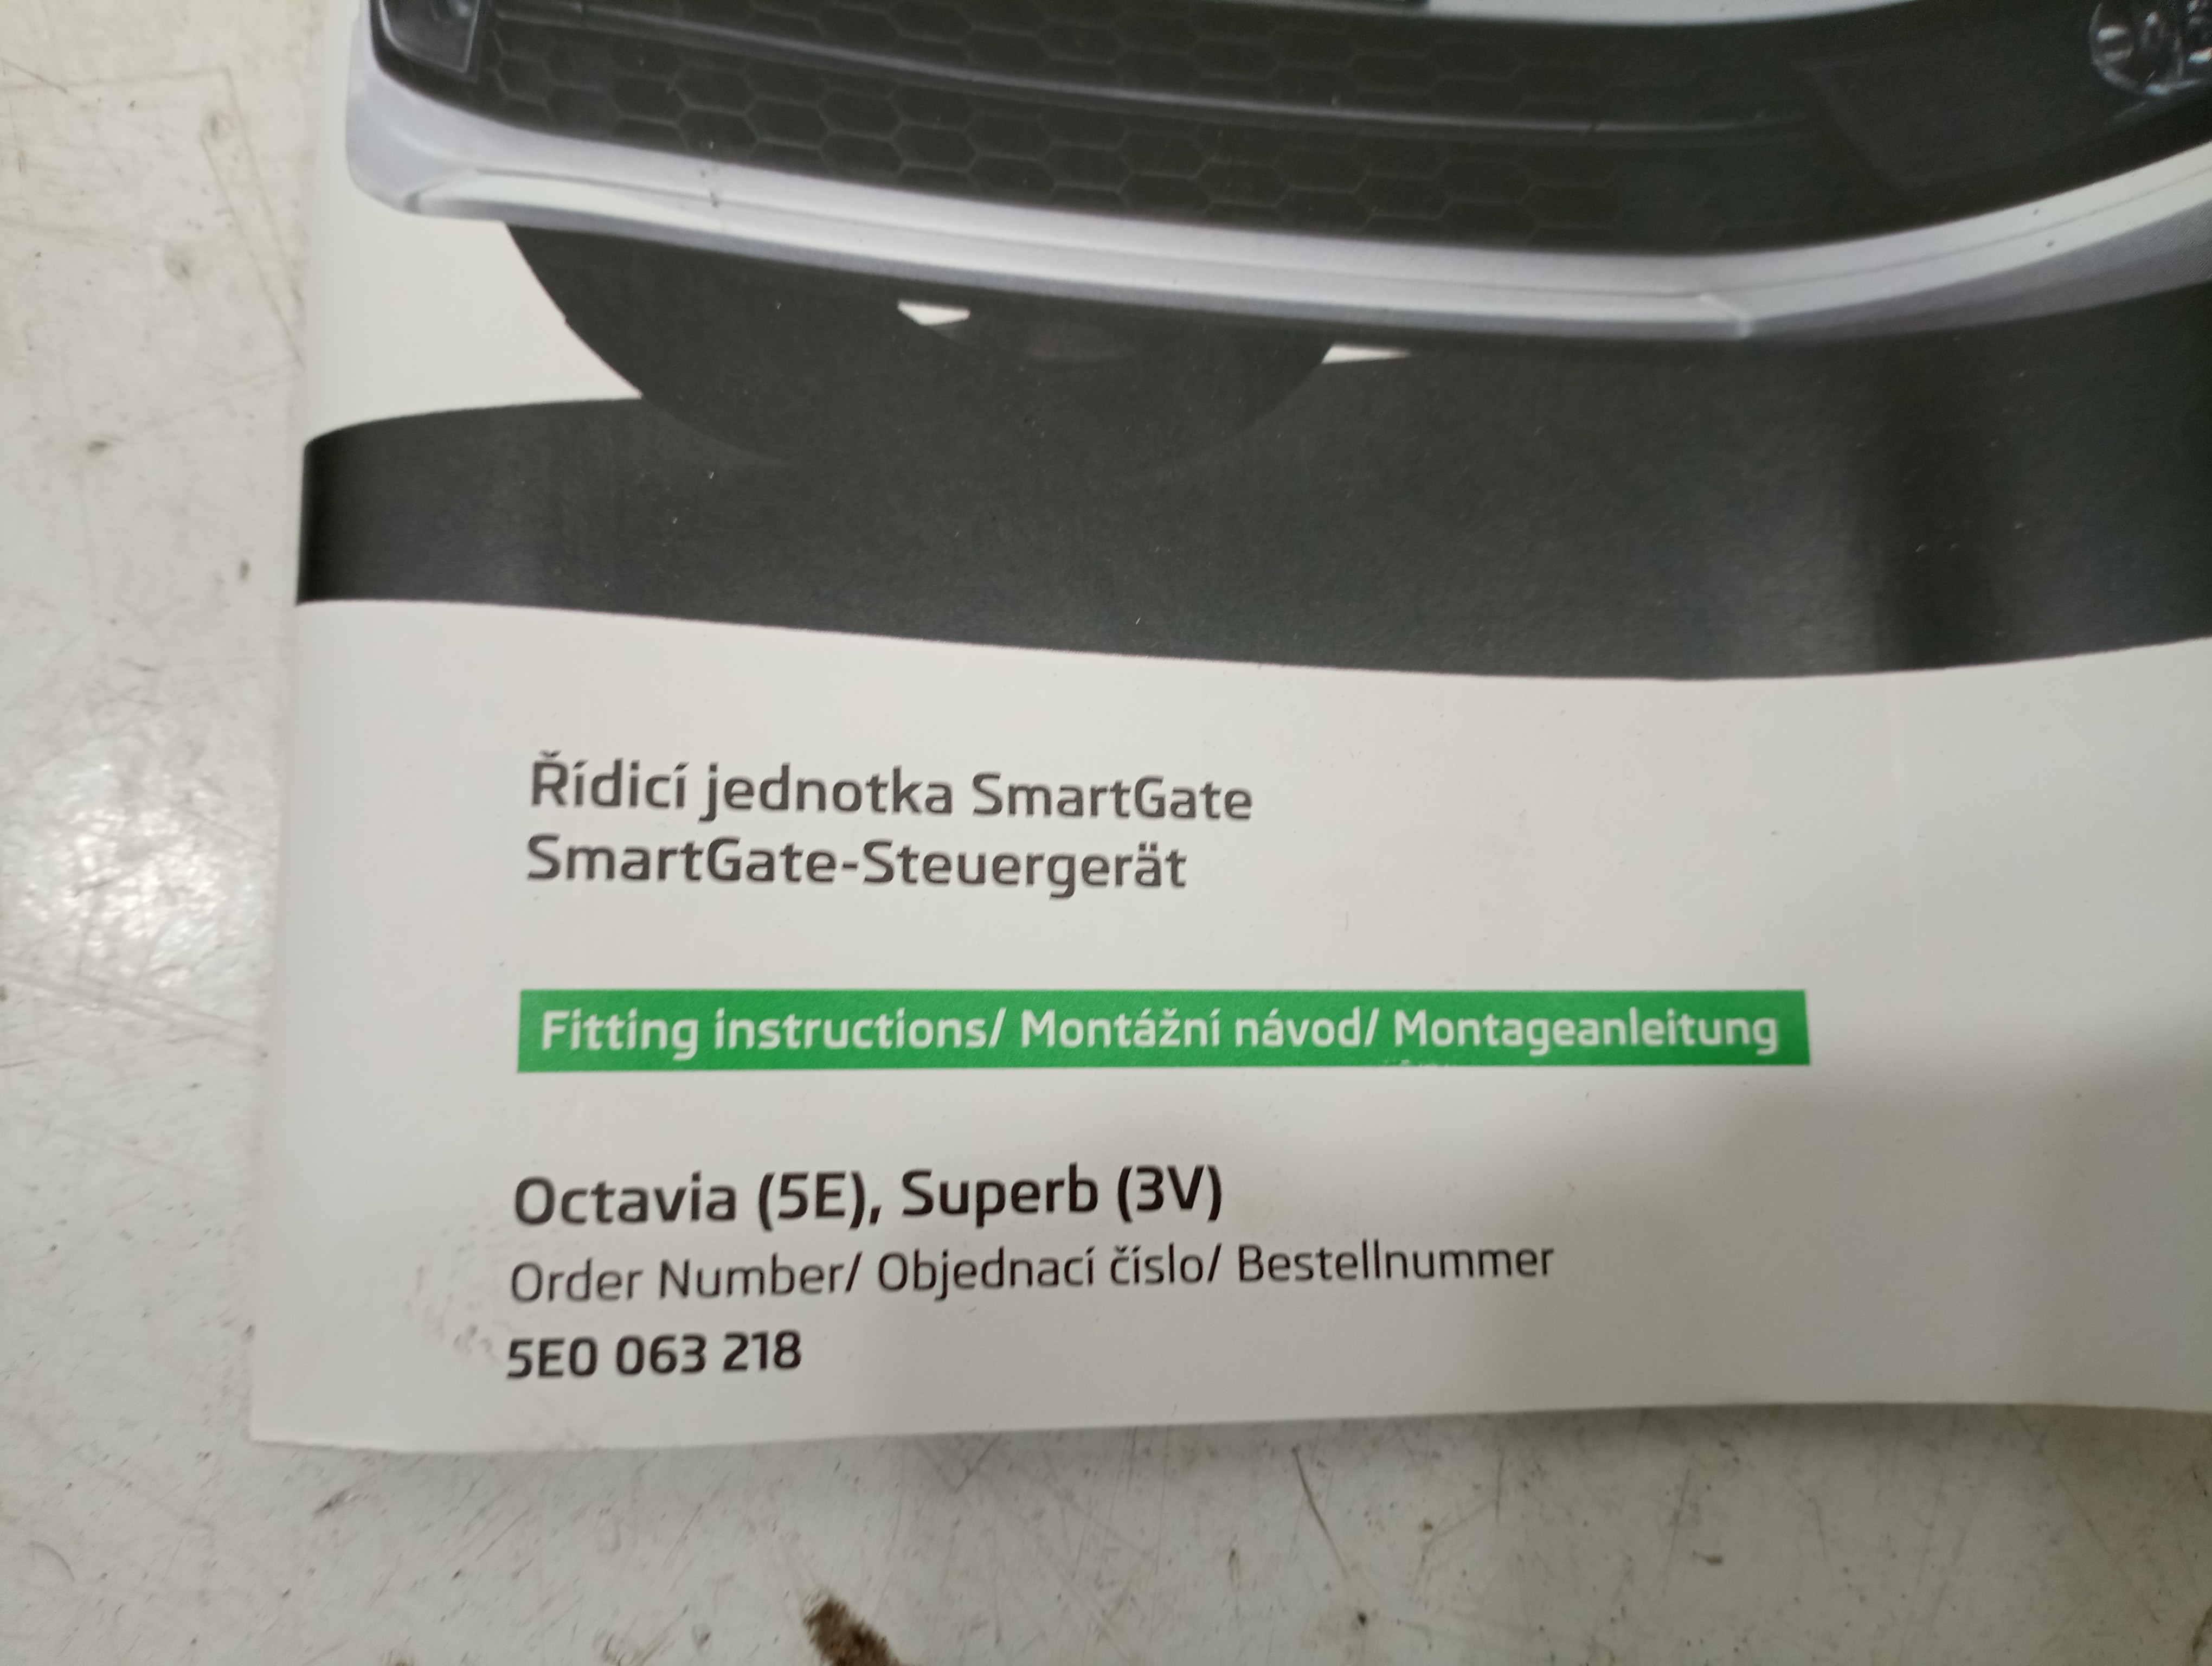 Řídicí jednotka SmartGate
SmartGate-Steuergerät
Fitting instructions/ Montážní návod/ Montageanleitung
Octavia (5E), Superb (3V)
Order Number/ Objednací číslo/ Bestellnummer
5E0 063 218